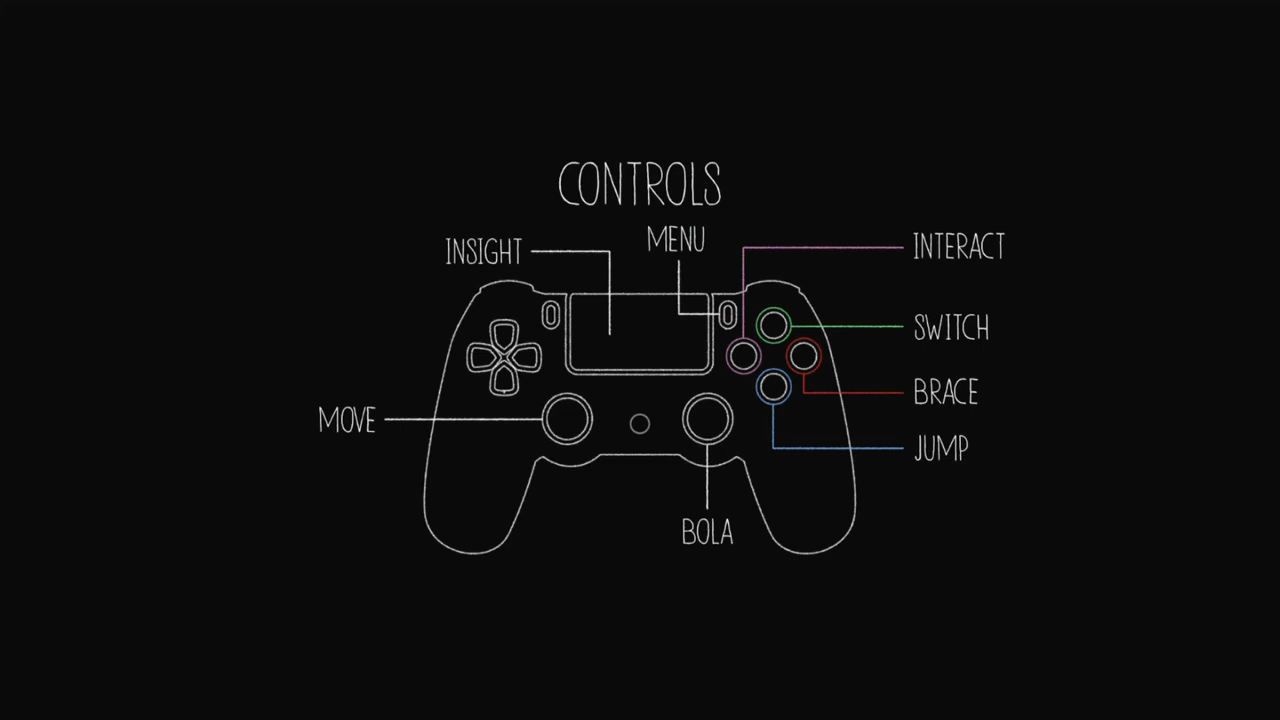 CONTROLS
MENU
INSIGHT
INTERACT
SWITCH
BRACE
MOVE
JUMP
BOLA